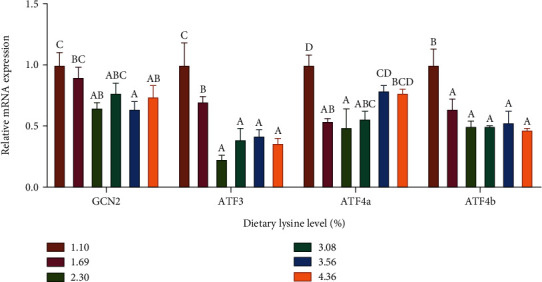 1.5
1.0
0.5
0.0
Relative mRNA expression
C
BC
AB
ABC
A
AB
C
B
A
A
A
A
D
AB
A
ABC
CD
BCD
B
A
A
A
A
A
GCN2
ATF3
ATF4a
ATF4b
Dietary lysine level (%)
1.10
1.69
2.30
3.08
3.56
4.36